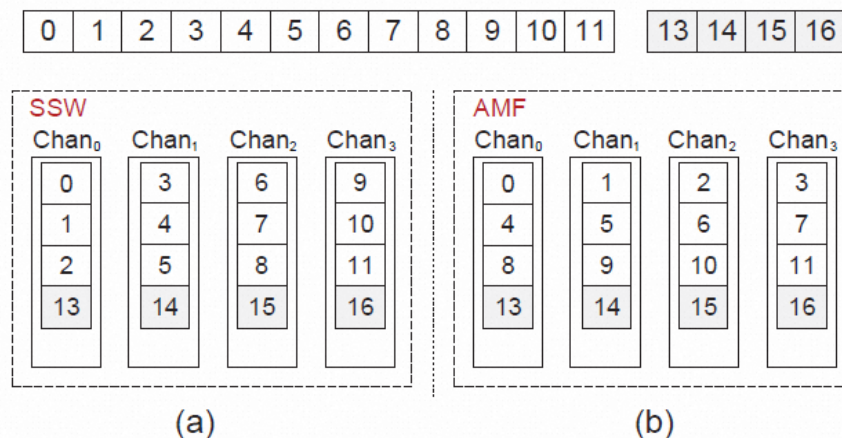 0 1 2 3 4 5 6 7 8 9 10 11 13 14 15 16
SSW
Chan₀ Chan₁ Chan₂ Chan₃
0 3 6 9
1 4 7 10
2 5 8 11
13 14 15 16
(a)
AMF
Chan₀ Chan₁ Chan₂ Chan₃
0 1 2 3
4 5 6 7
8 9 10 11
13 14 15 16
(b)